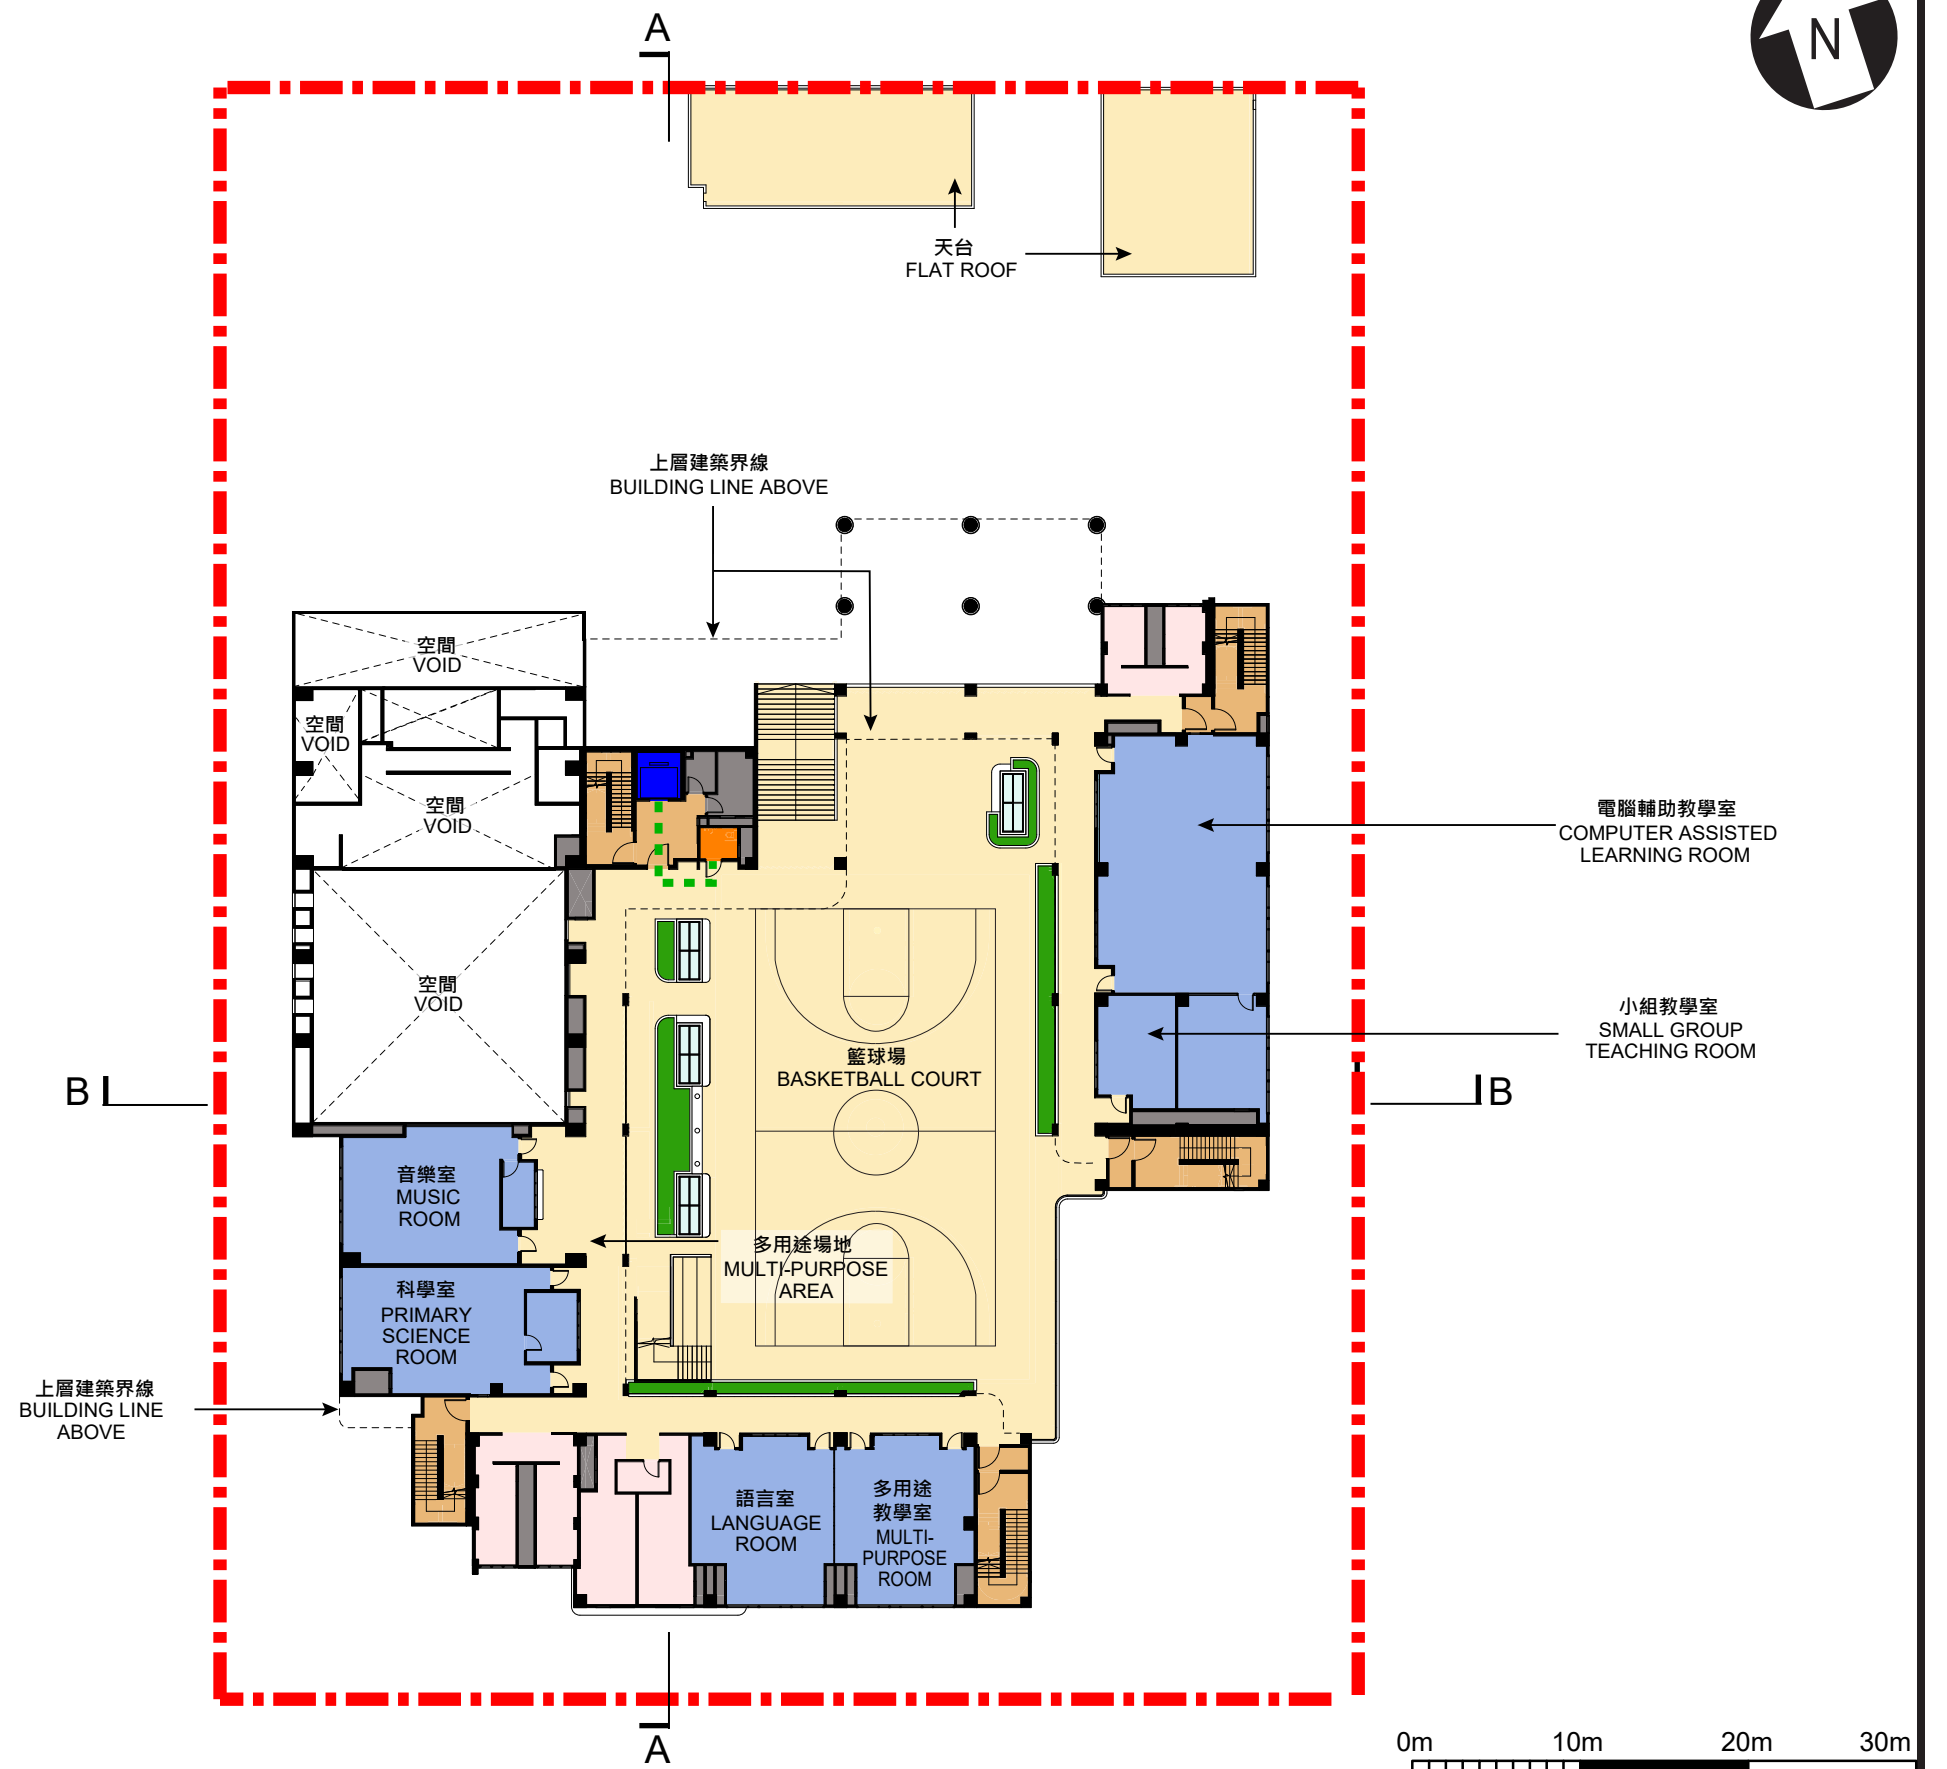 A
N
天台
FLAT ROOF
上層建築界線
BUILDING LINE ABOVE
空間
VOID
空間
VOID
空間
VOID
電腦輔助教學室
COMPUTER ASSISTED
LEARNING ROOM
空間
VOID
小組教學室
SMALL GROUP
TEACHING ROOM
籃球場
BASKETBALL COURT
B
B
音樂室
MUSIC
ROOM
多用途場地
MULTI-PURPOSE
AREA
科學室
PRIMARY
SCIENCE
ROOM
上層建築界線
BUILDING LINE
ABOVE
語言室
LANGUAGE
ROOM
多用途
教學室
MULTI-
PURPOSE
ROOM
A
0m 10m 20m 30m